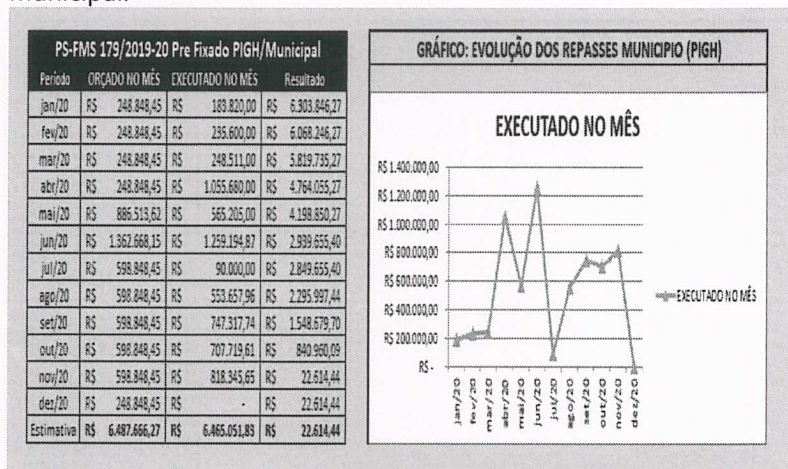 municipal.
PS-FMS 179/2019-20 Pre Fixado PIGH/Municipal
Período ORÇADO NO MÊS EXECUTADO NO MÊS Resultado
jan/20 R$ 248.848,45 R$ 183.820,00 R$ 6.303.846,27
fev/20 R$ 248.848,45 R$ 235.600,00 R$ 6.068.246,27
mar/20 R$ 248.848,45 R$ 248.511,00 R$ 5.819.735,27
abr/20 R$ 248.848,45 R$ 1.055.680,00 R$ 4.764.055,27
mai/20 R$ 886.513,62 R$ 565.205,00 R$ 4.198.850,27
jun/20 R$ 1.362.668,15 R$ 1.259.194,87 R$ 2.939.655,40
jul/20 R$ 598.848,45 R$ 90.000,00 R$ 2.849.655,40
ago/20 R$ 598.848,45 R$ 553.657,96 R$ 2.295.997,44
set/20 R$ 598.848,45 R$ 747.317,74 R$ 1.548.679,70
out/20 R$ 598.848,45 R$ 707.719,61 R$ 840.960,09
nov/20 R$ 598.848,45 R$ 818.345,65 R$ 22.614,44
dez/20 R$ 248.848,45 R$ - R$ 22.614,44
Estimativa R$ 6.487.666,27 R$ 6.465.051,83 R$ 22.614,44
GRÁFICO: EVOLUÇÃO DOS REPASSES MUNICIPIO (PIGH)
EXECUTADO NO MÊS
R$ 1.400.000,00
R$ 1.200.000,00
R$ 1.000.000,00
R$ 800.000,00
R$ 600.000,00
R$ 400.000,00
R$ 200.000,00
R$ -
EXECUTADO NO MÊS
jan/20
fev/20
mar/20
abr/20
mai/20
jun/20
jul/20
ago/20
set/20
out/20
nov/20
dez/20